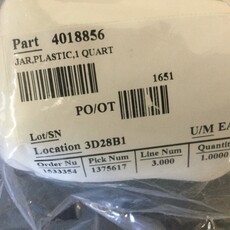 Part 4018856
JAR,PLASTIC,1 QUART
1651
PO/OT
Lot/SN U/M EA
Location 3D28B1
Order Nu Pick Num Line Num Quantit
1533354 1375617 3.000 1.0000